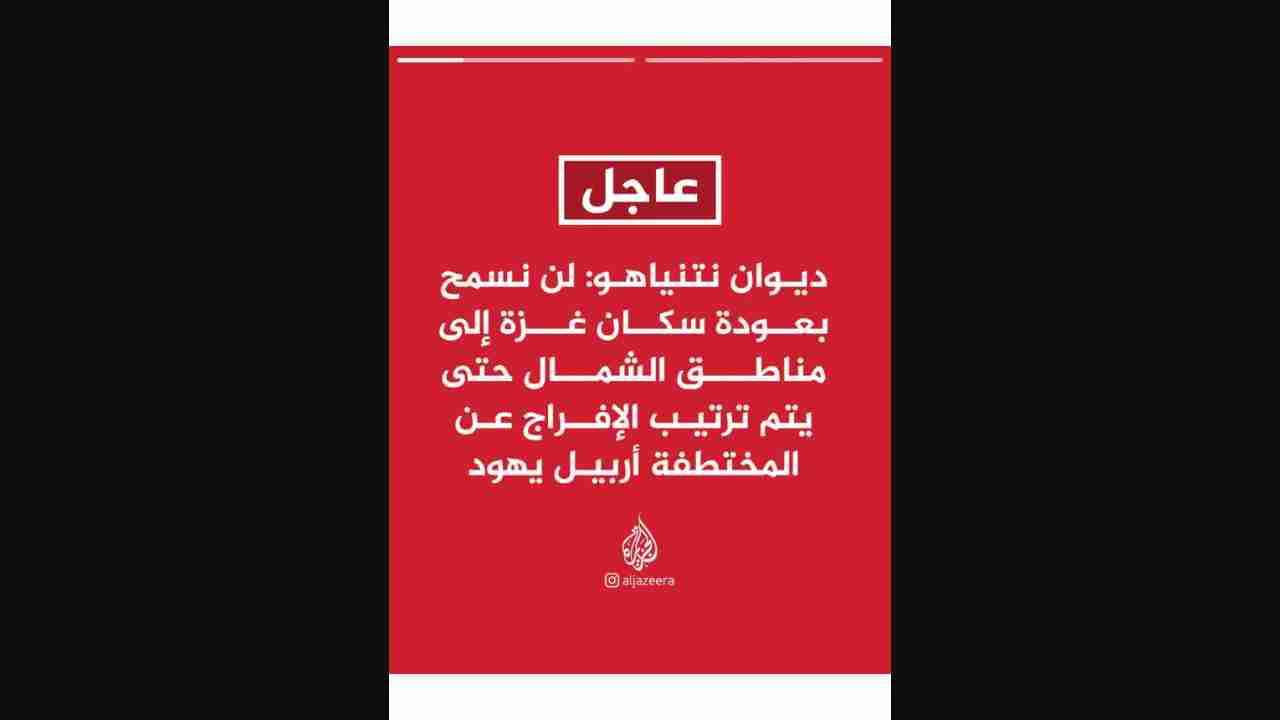 عاجل
ديوان نتنياهو: لن نسمح
بعودة سكان غزة إلى
مناطق الشمال حتى
يتم ترتيب الإفراج عن
المختطفة أربيل يهود
الجزيرة
aljazeera